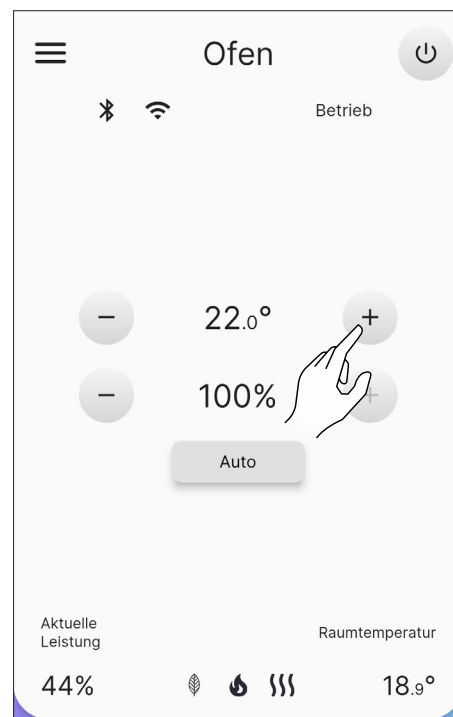 Ofen
Betrieb
− 22.0° +
− 100% +
Auto
Aktuelle
Leistung
Raumtemperatur
44% 18.9°